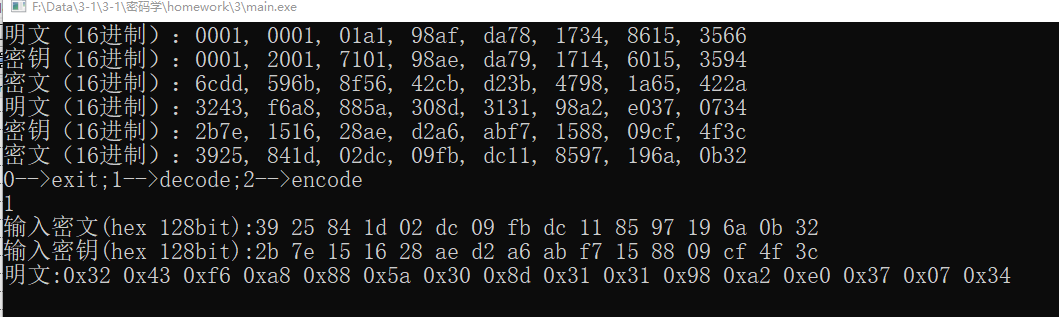 F:\Data\3-1\3-1\密码学\homework\3\main.exe
明文（16进制）：0001, 0001, 01a1, 98af, da78, 1734, 8615, 3566
密钥（16进制）：0001, 2001, 7101, 98ae, da79, 1714, 6015, 3594
密文（16进制）：6cdd, 596b, 8f56, 42cb, d23b, 4798, 1a65, 422a
明文（16进制）：3243, f6a8, 885a, 308d, 3131, 98a2, e037, 0734
密钥（16进制）：2b7e, 1516, 28ae, d2a6, abf7, 1588, 09cf, 4f3c
密文（16进制）：3925, 841d, 02dc, 09fb, dc11, 8597, 196a, 0b32
0-->exit;1-->decode;2-->encode
1
输入密文(hex 128bit):39 25 84 1d 02 dc 09 fb dc 11 85 97 19 6a 0b 32
输入密钥(hex 128bit):2b 7e 15 16 28 ae d2 a6 ab f7 15 88 09 cf 4f 3c
明文:0x32 0x43 0xf6 0xa8 0x88 0x5a 0x30 0x8d 0x31 0x31 0x98 0xa2 0xe0 0x37 0x07 0x34